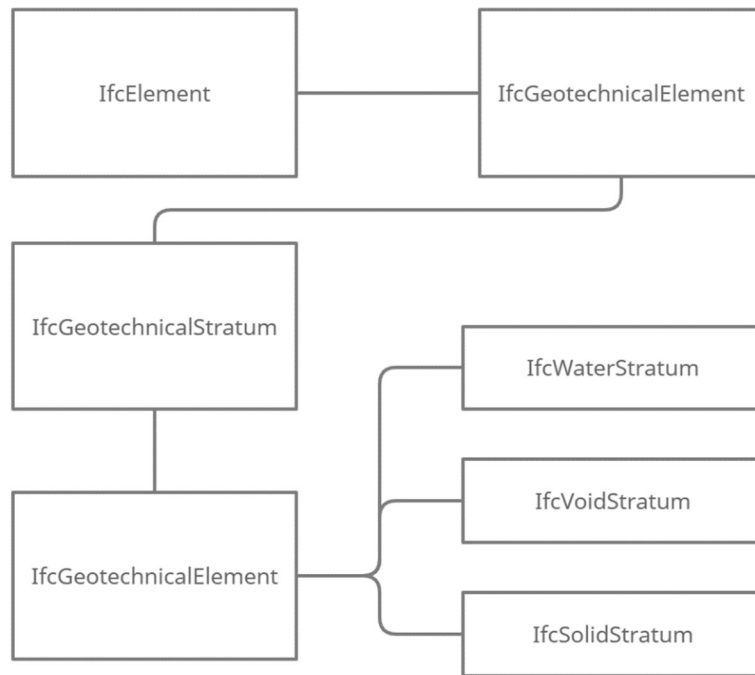 IfcElement
IfcGeotechnicalElement
IfcGeotechnicalStratum
IfcWaterStratum
IfcVoidStratum
IfcGeotechnicalElement
IfcSolidStratum